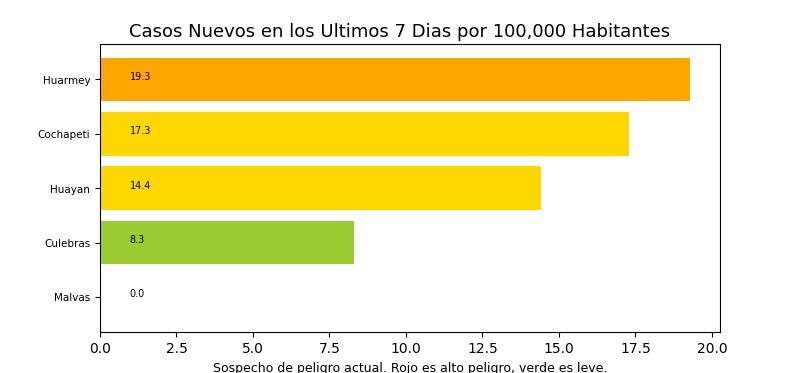 Casos Nuevos en los Ultimos 7 Dias por 100,000 Habitantes
Huarmey 19.3
Cochapeti 17.3
Huayan 14.4
Culebras 8.3
Malvas 0.0
0.0 2.5 5.0 7.5 10.0 12.5 15.0 17.5 20.0
Sospecho de peligro actual. Rojo es alto peligro, verde es leve.